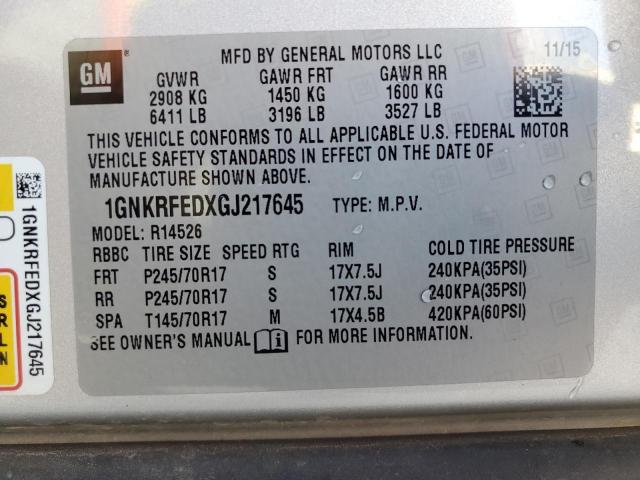 GM
MFD BY GENERAL MOTORS LLC 11/15
GVWR GAWR FRT GAWR RR
2908 KG 1450 KG 1600 KG
6411 LB 3196 LB 3527 LB
THIS VEHICLE CONFORMS TO ALL APPLICABLE U.S. FEDERAL MOTOR
VEHICLE SAFETY STANDARDS IN EFFECT ON THE DATE OF
MANUFACTURE SHOWN ABOVE.
1GNKRFEDXGJ217645 TYPE: M.P.V.
MODEL: R14526
RBBC TIRE SIZE SPEED RTG RIM COLD TIRE PRESSURE
FRT P245/70R17 S 17X7.5J 240KPA(35PSI)
RR P245/70R17 S 17X7.5J 240KPA(35PSI)
SPA T145/70R17 M 17X4.5B 420KPA(60PSI)
SEE OWNER'S MANUAL FOR MORE INFORMATION.
1GNKRFEDXGJ217645